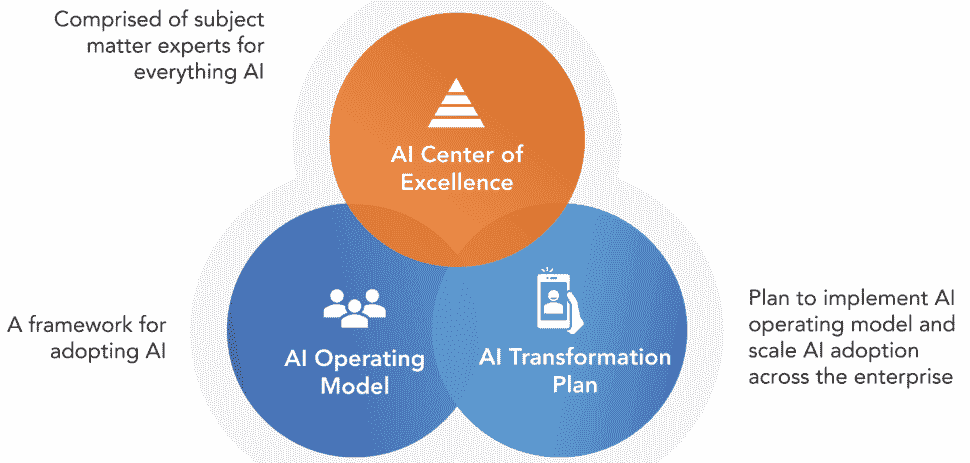 Comprised of subject
matter experts for
everything AI
AI Center of
Excellence
A framework for
adopting AI
AI Operating
Model
AI Transformation
Plan
Plan to implement AI
operating model and
scale AI adoption
across the enterprise